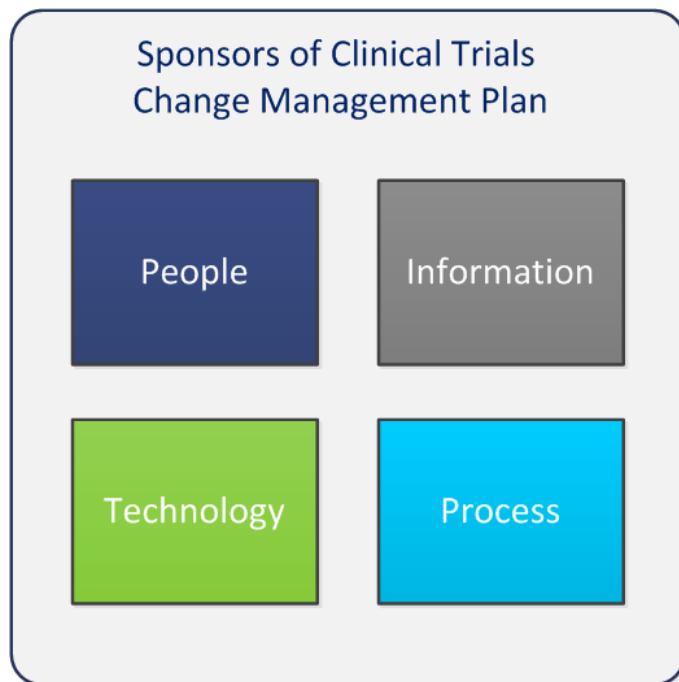 Sponsors of Clinical Trials
Change Management Plan
People
Information
Technology
Process